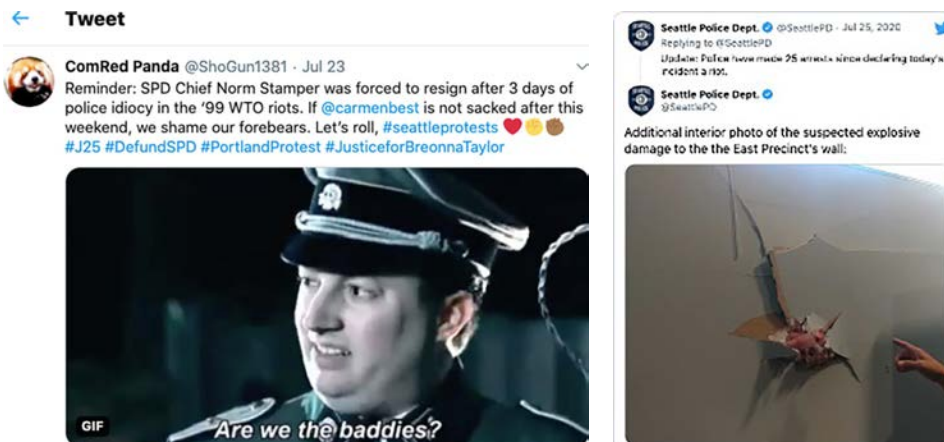 Tweet
ComRed Panda @ShoGun1381 · Jul 23
Reminder: SPD Chief Norm Stamper was forced to resign after 3 days of
police idiocy in the '99 WTO riots. If @carmenbest is not sacked after this
weekend, we shame our forebears. Let's roll, #seattleprotests ❤️✊✊🏾
#J25 #DefundSPD #PortlandProtest #JusticeforBreonnaTaylor
GIF
Are we the baddies?
Seattle Police Dept. @SeattlePD · Jul 25, 2020
Replying to @SeattlePD
Update: Police have made 25 arrests since declaring today's
incident a riot.
Seattle Police Dept.
@SeattlePD
Additional interior photo of the suspected explosive
damage to the the East Precinct's wall: